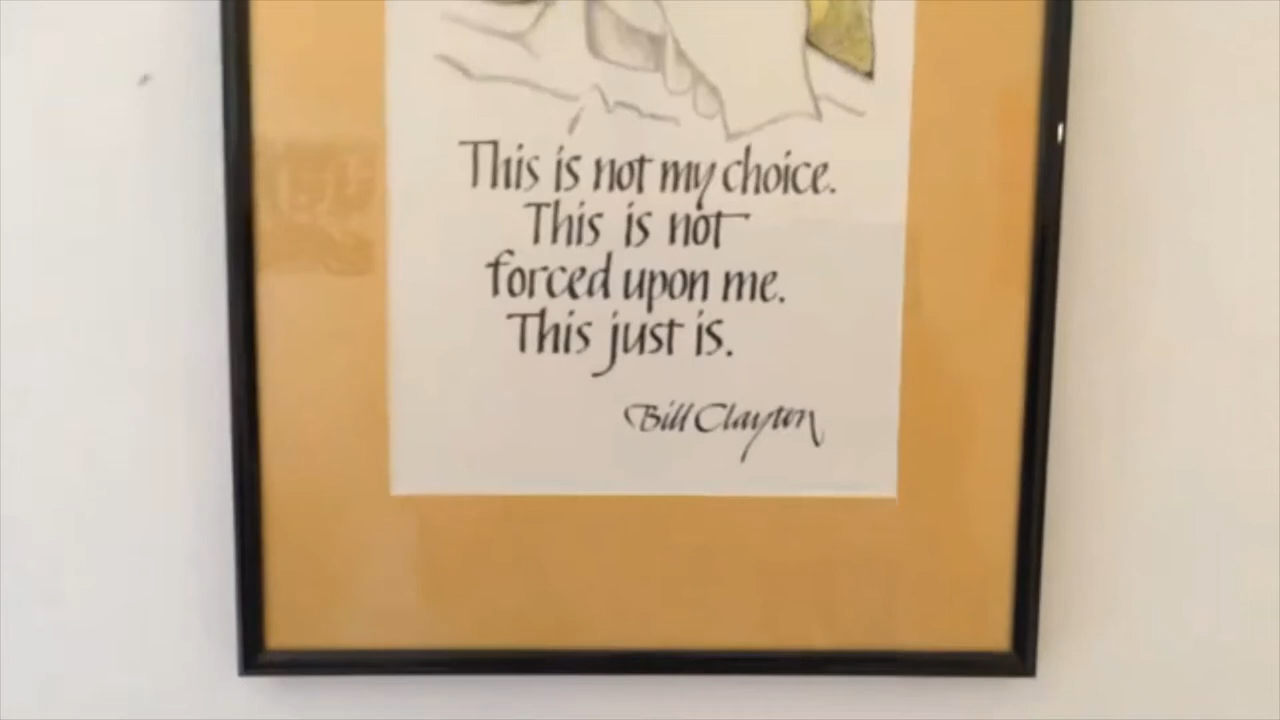 This is not my choice.
This is not
forced upon me.
This just is.
Bill Clayton